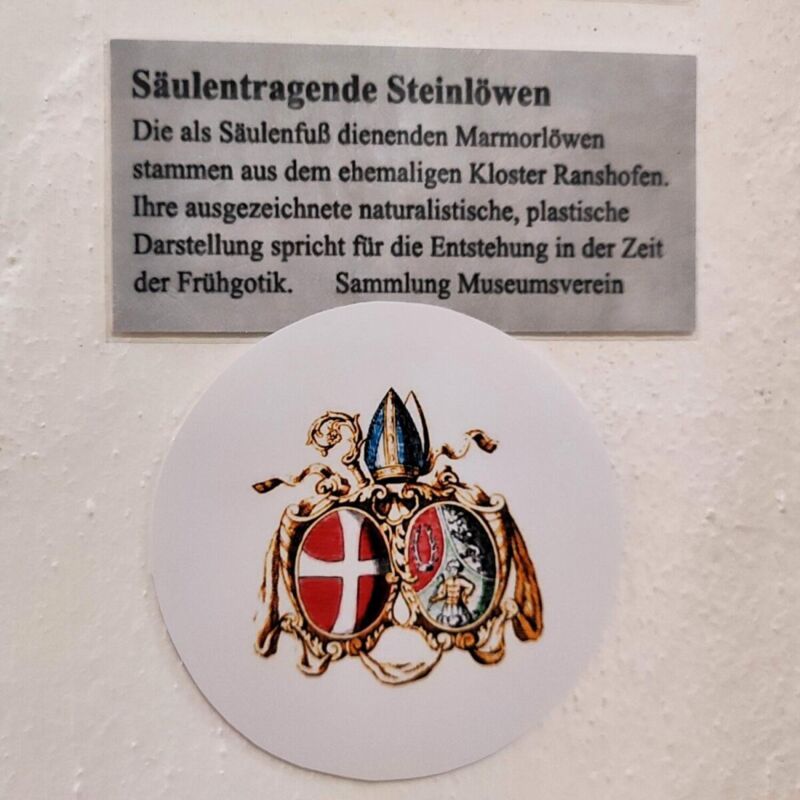 Säulentragende Steinlöwen
Die als Säulenfuß dienenden Marmorlöwen
stammen aus dem ehemaligen Kloster Ranshofen.
Ihre ausgezeichnete naturalistische, plastische
Darstellung spricht für die Entstehung in der Zeit
der Frühgotik. Sammlung Museumsverein